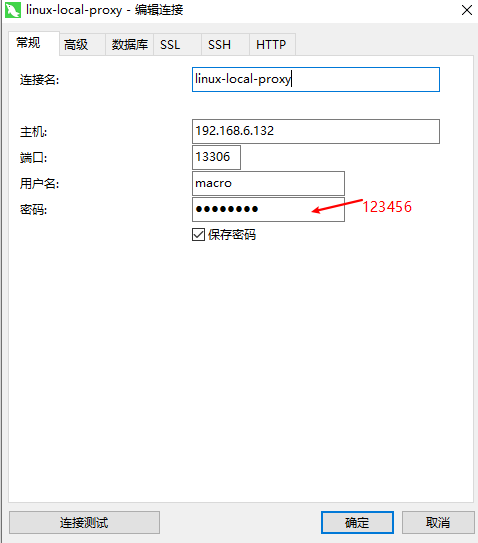 linux-local-proxy - 编辑连接
常规 高级 数据库 SSL SSH HTTP
连接名: linux-local-proxy
主机: 192.168.6.132
端口: 13306
用户名: macro
密码: ●●●●●●●● 123456
保存密码
连接测试 确定 取消